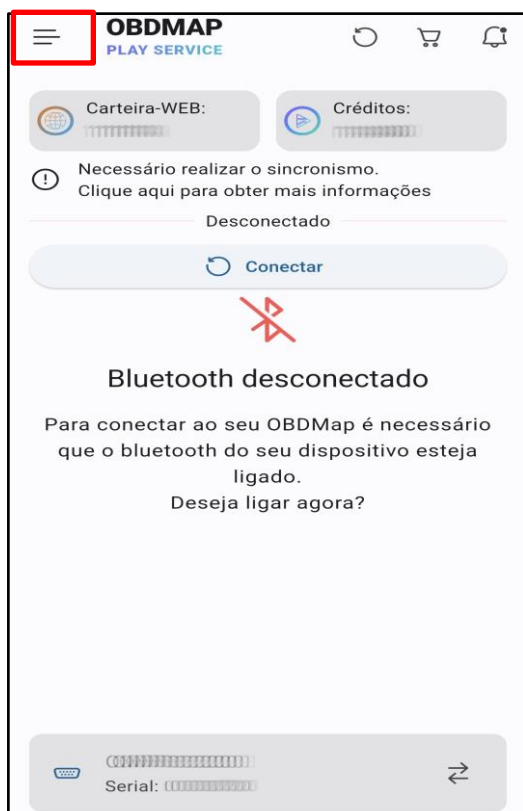 OBDMAP
PLAY SERVICE
Carteira-WEB:
Créditos:
Necessário realizar o sincronismo.
Clique aqui para obter mais informações
Desconectado
Conectar
Bluetooth desconectado
Para conectar ao seu OBDMap é necessário
que o bluetooth do seu dispositivo esteja
ligado.
Deseja ligar agora?
Serial: